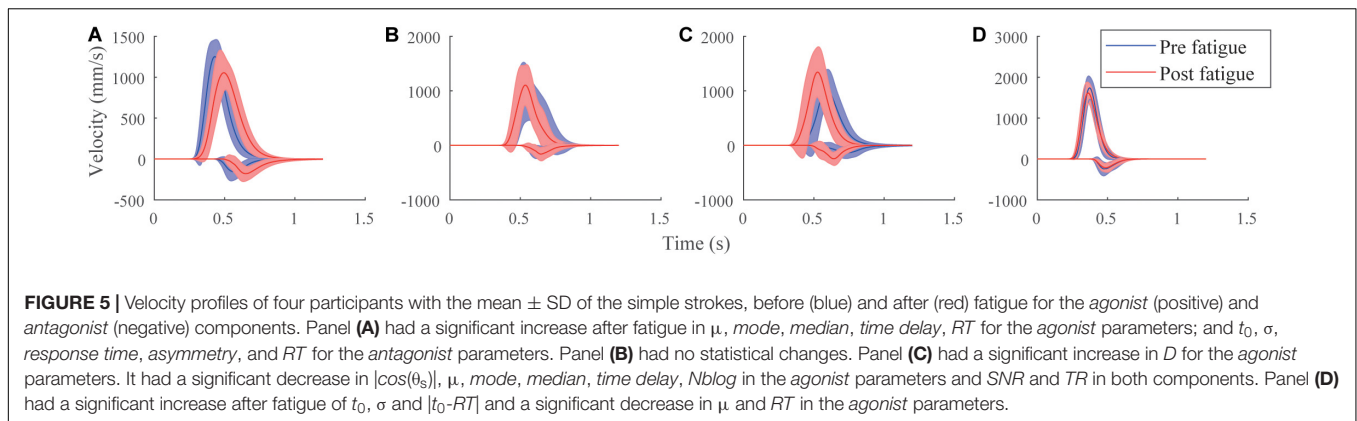 A B C D
1500 2000 2000 3000
Pre fatigue
Post fatigue
1000 1000 1000 2000
500 1000
0 0 0 0
-500 -1000 -1000 -1000
Velocity (mm/s)
0 0.5 1 1.5 0 0.5 1 1.5 0 0.5 1 1.5 0 0.5 1 1.5
Time (s)
FIGURE 5 | Velocity profiles of four participants with the mean ± SD of the simple strokes, before (blue) and after (red) fatigue for the agonist (positive) and
antagonist (negative) components. Panel (A) had a significant increase after fatigue in μ, mode, median, time delay, RT for the agonist parameters; and t₀, σ,
response time, asymmetry, and RT for the antagonist parameters. Panel (B) had no statistical changes. Panel (C) had a significant increase in D for the agonist
parameters. It had a significant decrease in |cos(θₛ)|, μ, mode, median, time delay, Nblog in the agonist parameters and SNR and TR in both components. Panel (D)
had a significant increase after fatigue of t₀, σ and |t₀-RT| and a significant decrease in μ and RT in the agonist parameters.